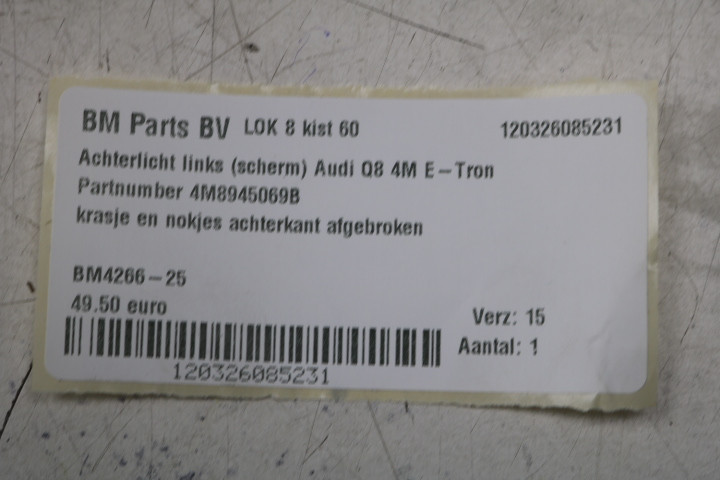 BM Parts BV LOK 8 kist 60 120326085231
Achterlicht links (scherm) Audi Q8 4M E-Tron
Partnumber 4M8945069B
krasje en nokjes achterkant afgebroken
BM4266-25
49.50 euro
Verz: 15
Aantal: 1
120326085231